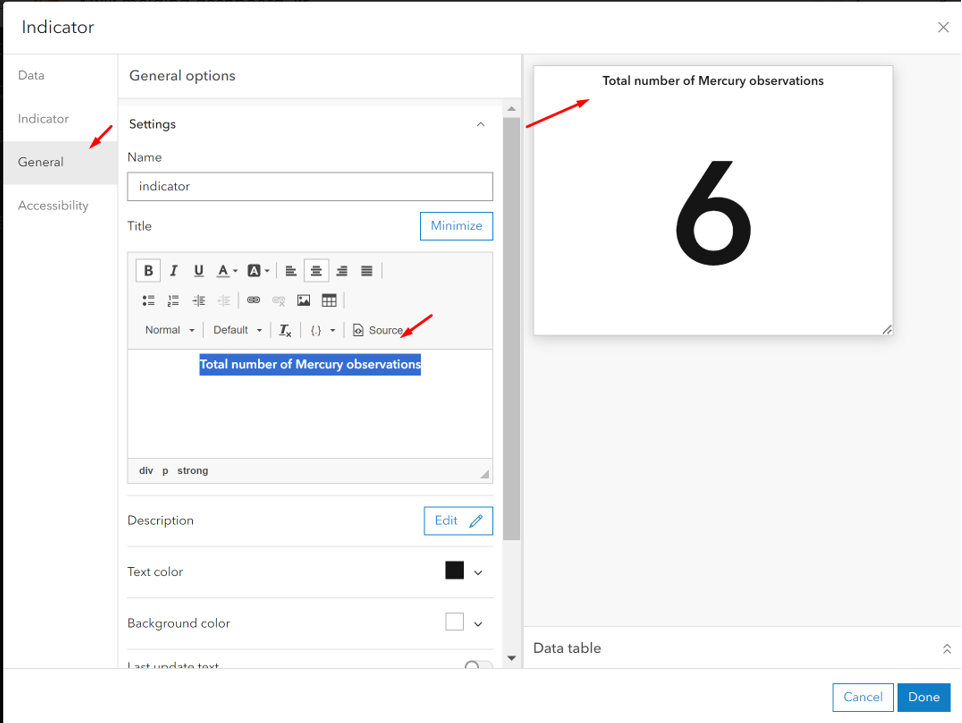 Indicator
Data
Indicator
General
Accessibility
General options
Settings
Name
indicator
Title
Minimize
B I U A A
Normal Default Tx {.} Source
Total number of Mercury observations
div p strong
Description
Edit
Text color
Background color
Last update text
Total number of Mercury observations
6
Data table
Cancel Done